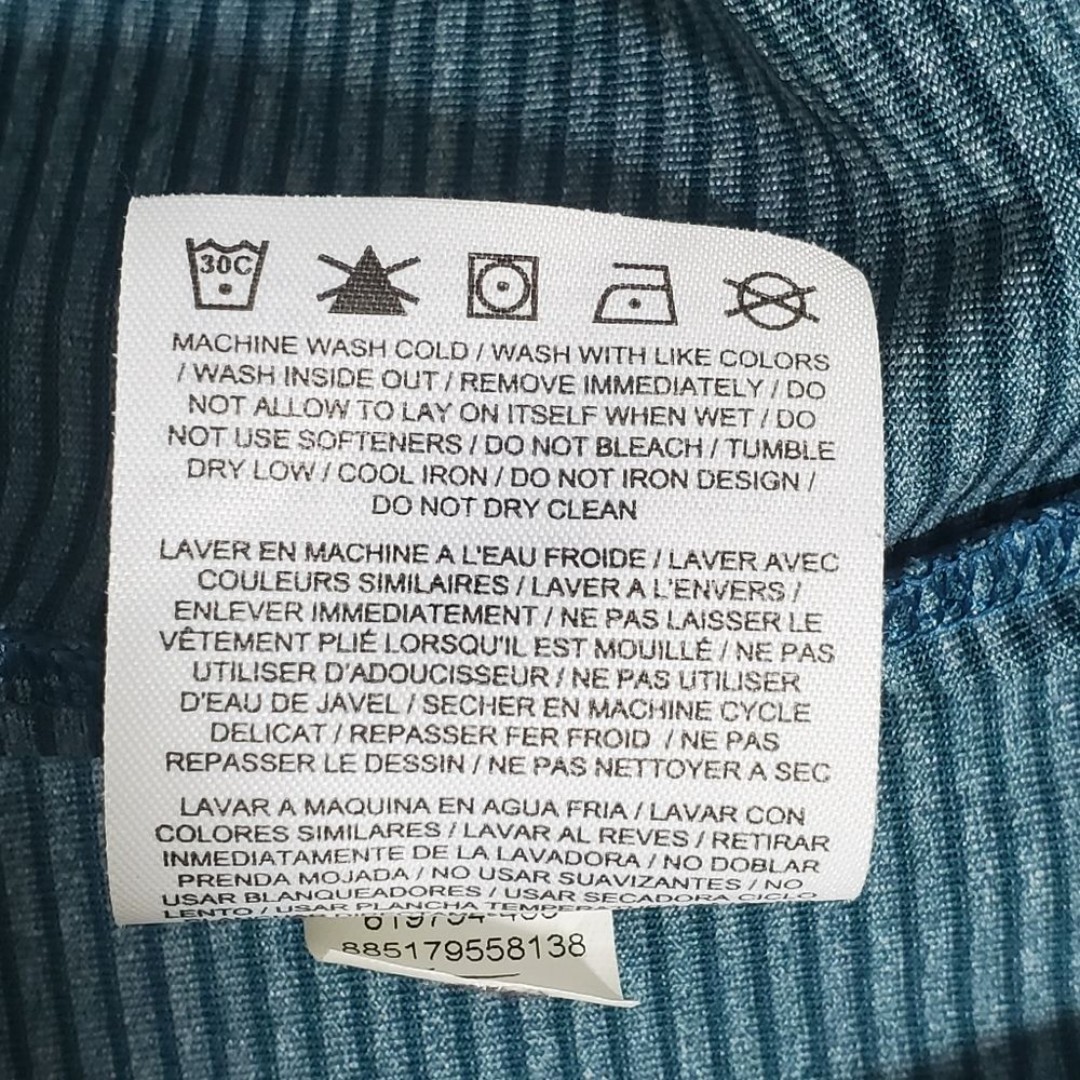 30C
MACHINE WASH COLD / WASH WITH LIKE COLORS
/ WASH INSIDE OUT / REMOVE IMMEDIATELY / DO
NOT ALLOW TO LAY ON ITSELF WHEN WET / DO
NOT USE SOFTENERS / DO NOT BLEACH / TUMBLE
DRY LOW / COOL IRON / DO NOT IRON DESIGN /
DO NOT DRY CLEAN
LAVER EN MACHINE A L'EAU FROIDE / LAVER AVEC
COULEURS SIMILAIRES / LAVER A L'ENVERS /
ENLEVER IMMEDIATEMENT / NE PAS LAISSER LE
VÊTEMENT PLIÉ LORSQU'IL EST MOUILLÉ / NE PAS
UTILISER D'ADOUCISSEUR / NE PAS UTILISER
D'EAU DE JAVEL / SECHER EN MACHINE CYCLE
DELICAT / REPASSER FER FROID / NE PAS
REPASSER LE DESSIN / NE PAS NETTOYER A SEC
LAVAR A MAQUINA EN AGUA FRIA / LAVAR CON
COLORES SIMILARES / LAVAR AL REVES / RETIRAR
INMEDIATAMENTE DE LA LAVADORA / NO DOBLAR
PRENDA MOJADA / NO USAR SUAVIZANTES / NO
USAR BLANQUEADORES / USAR SECADORA CICLO
LENTO / USAR PLANCHA
885179558138